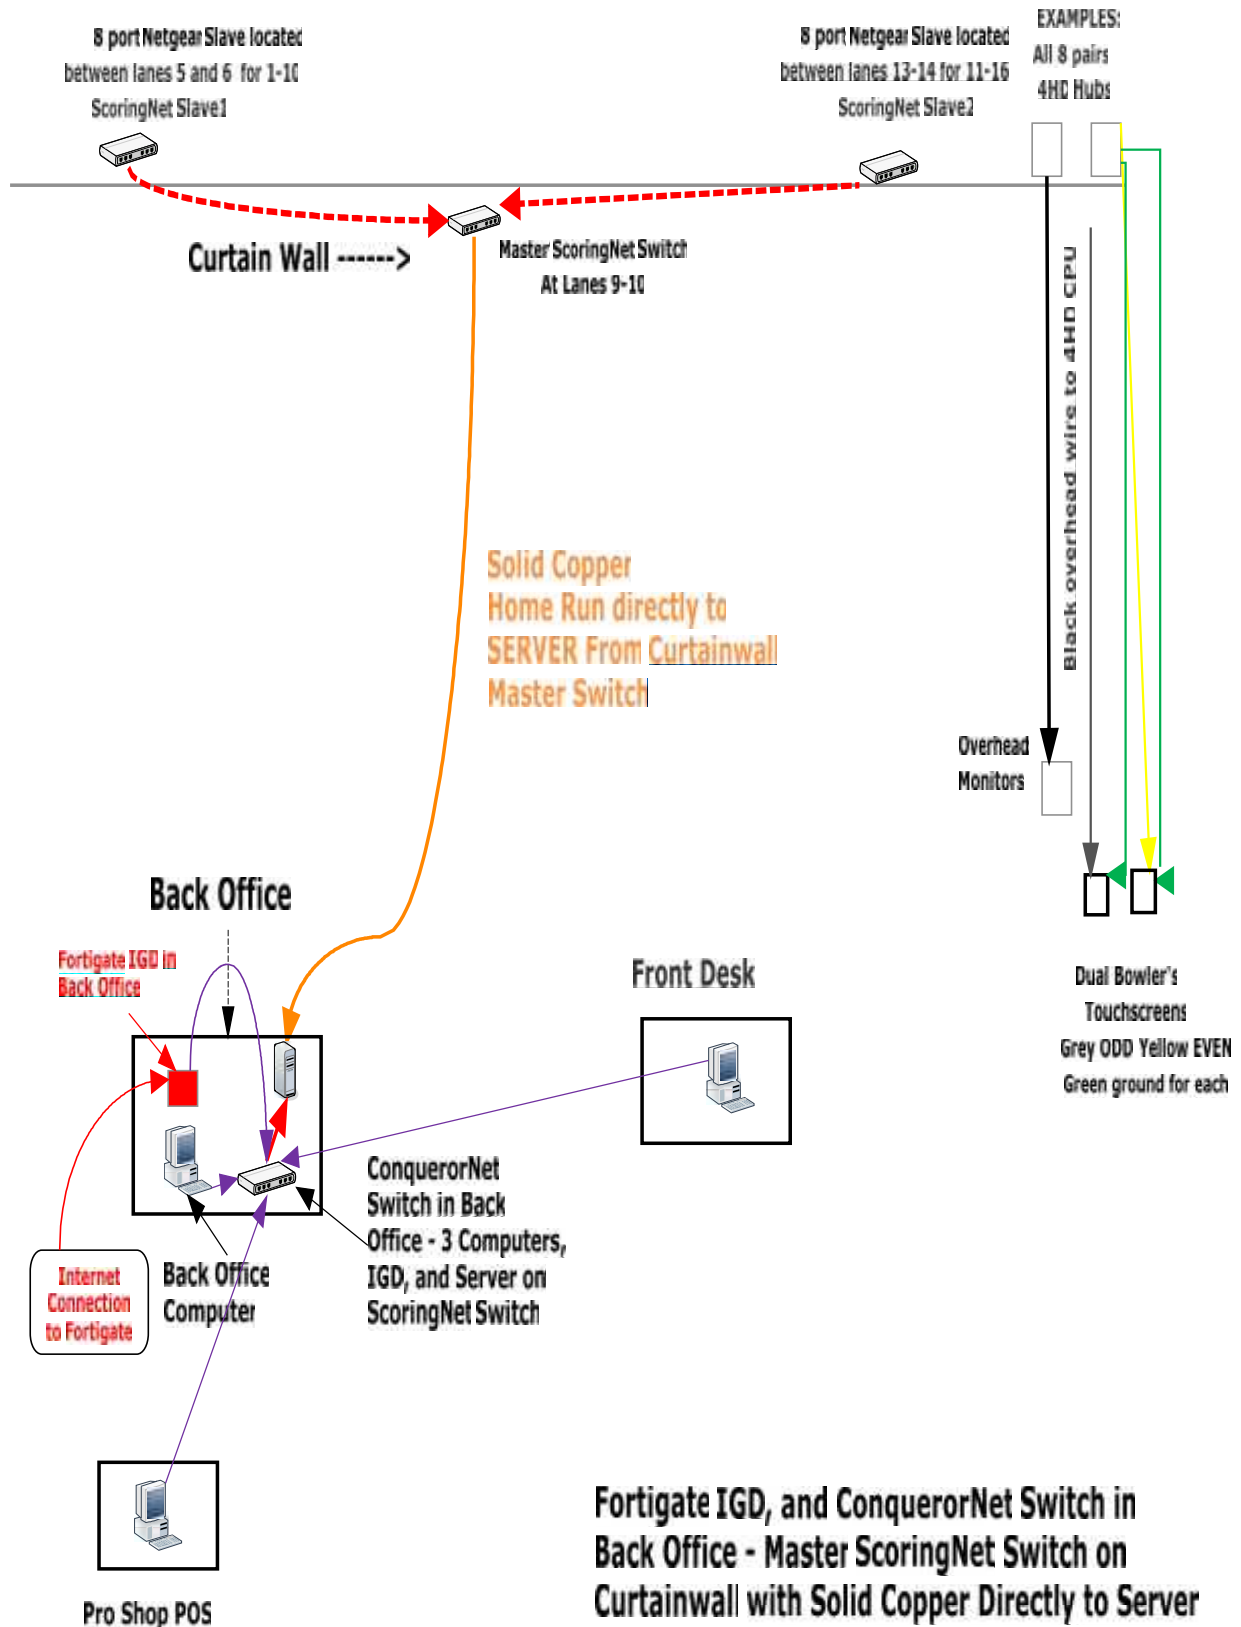 8 port Netgear Slave located
between lanes 5 and 6 for 1-10
ScoringNet Slave1
8 port Netgear Slave located
between lanes 13-14 for 11-16
ScoringNet Slave2
EXAMPLES:
All 8 pairs
4HD Hubs
Curtain Wall ------>
Master ScoringNet Switch
At Lanes 9-10
Black overhead wire to 4HD CPU
Solid Copper
Home Run directly to
SERVER From Curtainwall
Master Switch
Overhead
Monitors
Back Office
Fortigate IGD in
Back Office
Front Desk
Dual Bowler's
Touchscreens
Grey ODD Yellow EVEN
Green ground for each
ConquerorNet
Switch in Back
Office - 3 Computers,
IGD, and Server on
ScoringNet Switch
Back Office
Computer
Internet
Connection
to Fortigate
Pro Shop POS
Fortigate IGD, and ConquerorNet Switch in
Back Office - Master ScoringNet Switch on
Curtainwall with Solid Copper Directly to Server